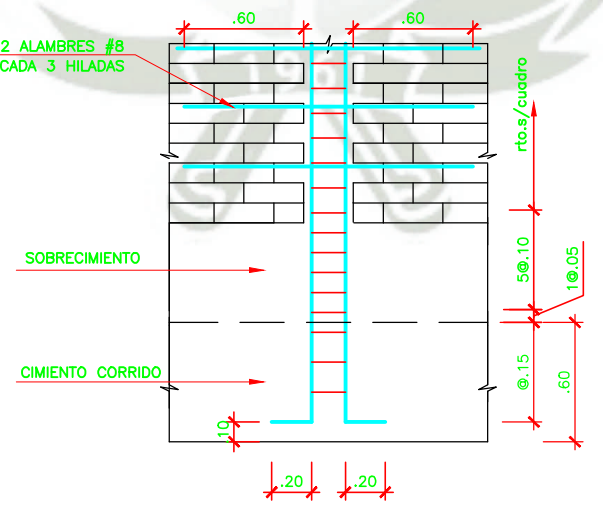 .60
.60
2 ALAMBRES #8
CADA 3 HILADAS
196
rto.s/cuadro
SOBRECIMIENTO
5@.10
1@.05
CIMIENTO CORRIDO
@.15
.60
.10
.20
.20